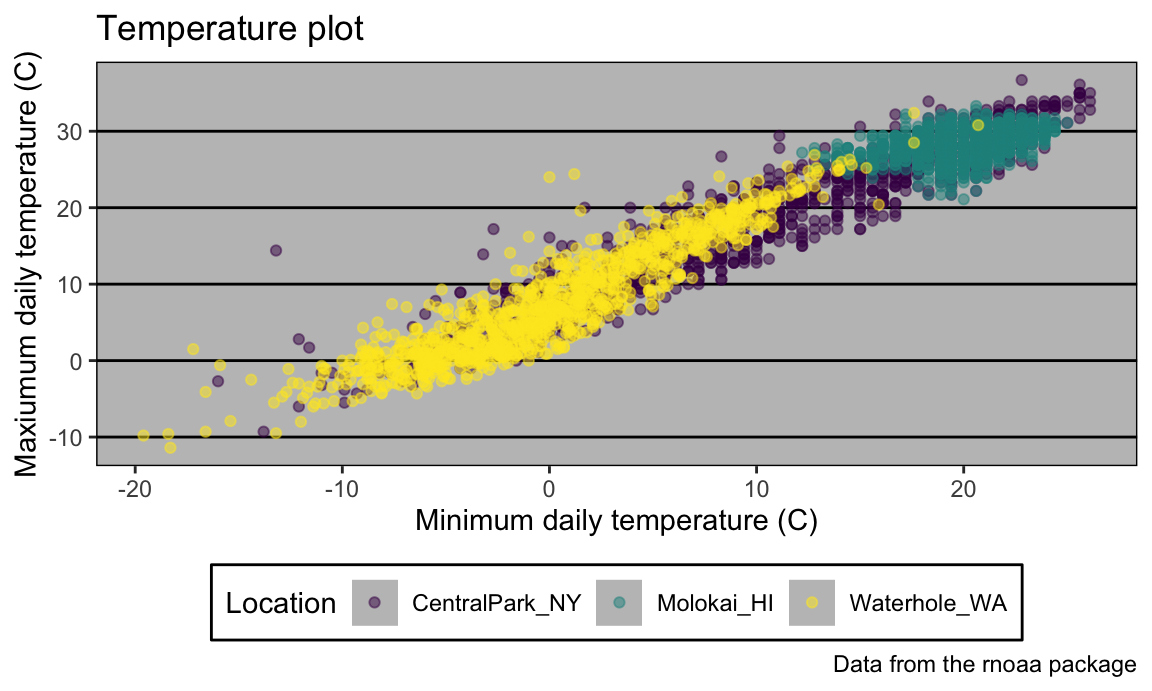 Temperature plot
Maxiumum daily temperature (C)
30
20
10
0
-10
-20 -10 0 10 20
Minimum daily temperature (C)
Location CentralPark_NY Molokai_HI Waterhole_WA
Data from the rnoaa package